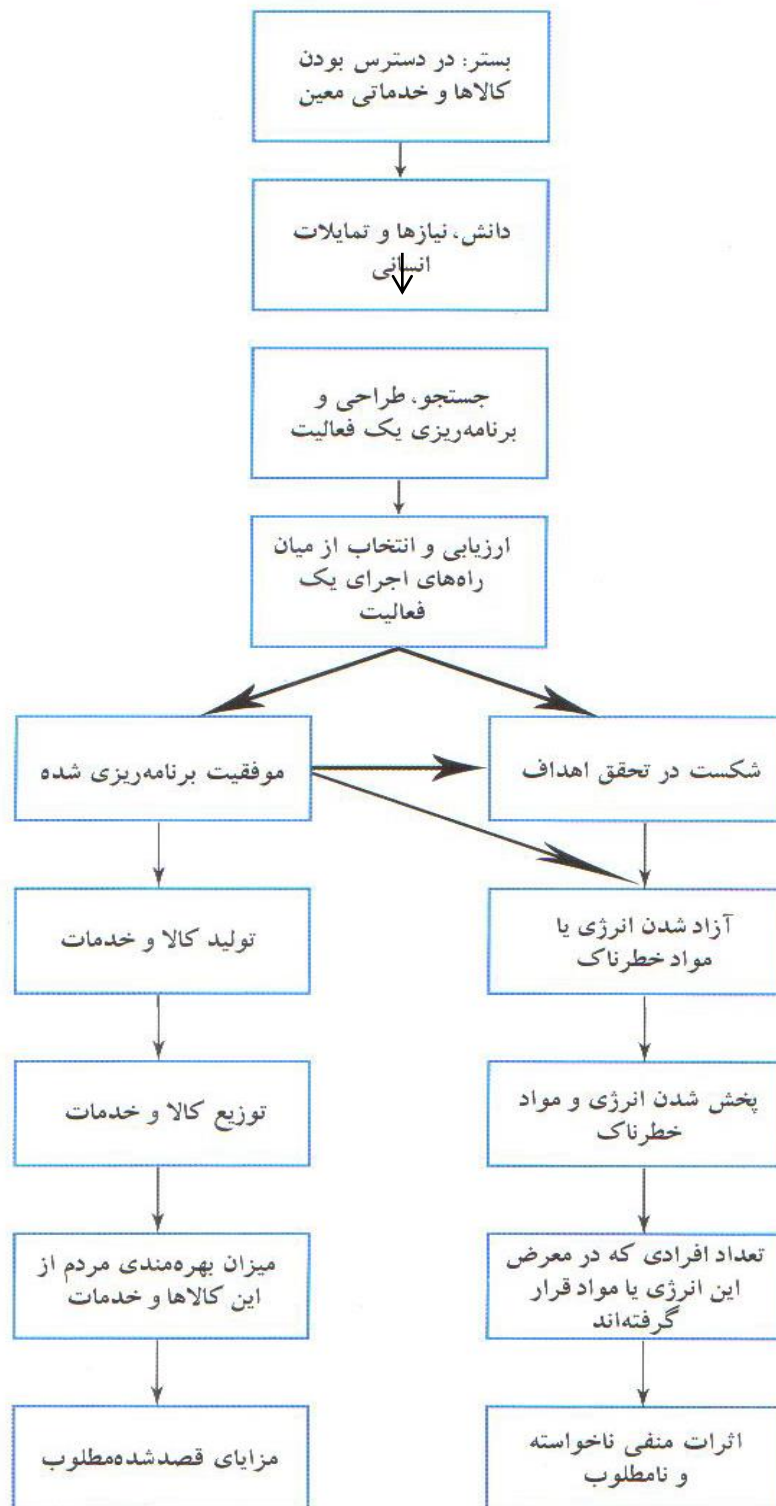 بستر: در دسترس بودن
کالاها و خدماتی معین
دانش، نیازها و تمایلات
انسانی
جستجو، طراحی و
برنامه‌ریزی یک فعالیت
ارزیابی و انتخاب از میان
راه‌های اجرای یک
فعالیت
شکست در تحقق اهداف
موفقیت برنامه‌ریزی شده
آزاد شدن انرژی یا
مواد خطرناک
تولید کالا و خدمات
پخش شدن انرژی و مواد
خطرناک
توزیع کالا و خدمات
تعداد افرادی که در معرض
این انرژی یا مواد قرار
گرفته‌اند
میزان بهره‌مندی مردم از
این کالاها و خدمات
اثرات منفی ناخواسته
و نامطلوب
مزایای قصدشده‌مطلوب